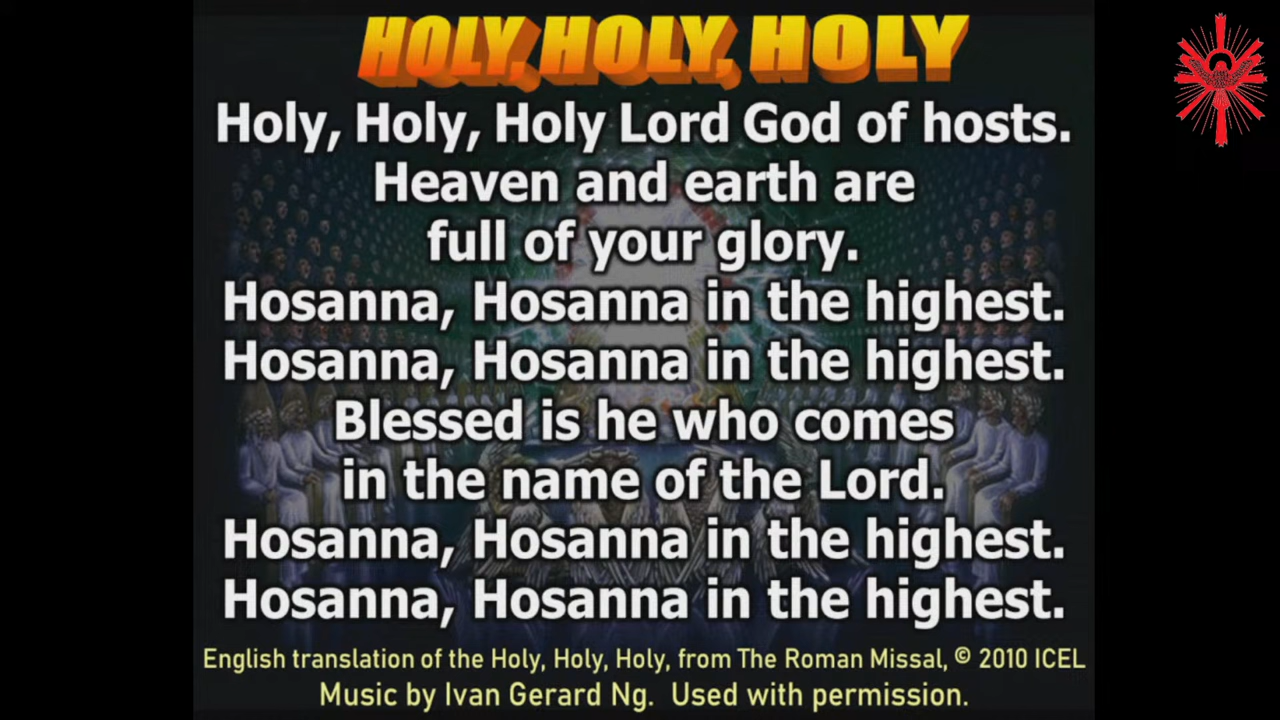 HOLY, HOLY, HOLY
Holy, Holy, Holy Lord God of hosts.
Heaven and earth are
full of your glory.
Hosanna, Hosanna in the highest.
Hosanna, Hosanna in the highest.
Blessed is he who comes
in the name of the Lord.
Hosanna, Hosanna in the highest.
Hosanna, Hosanna in the highest.
English translation of the Holy, Holy, Holy, from The Roman Missal, © 2010 ICEL
Music by Ivan Gerard Ng.  Used with permission.